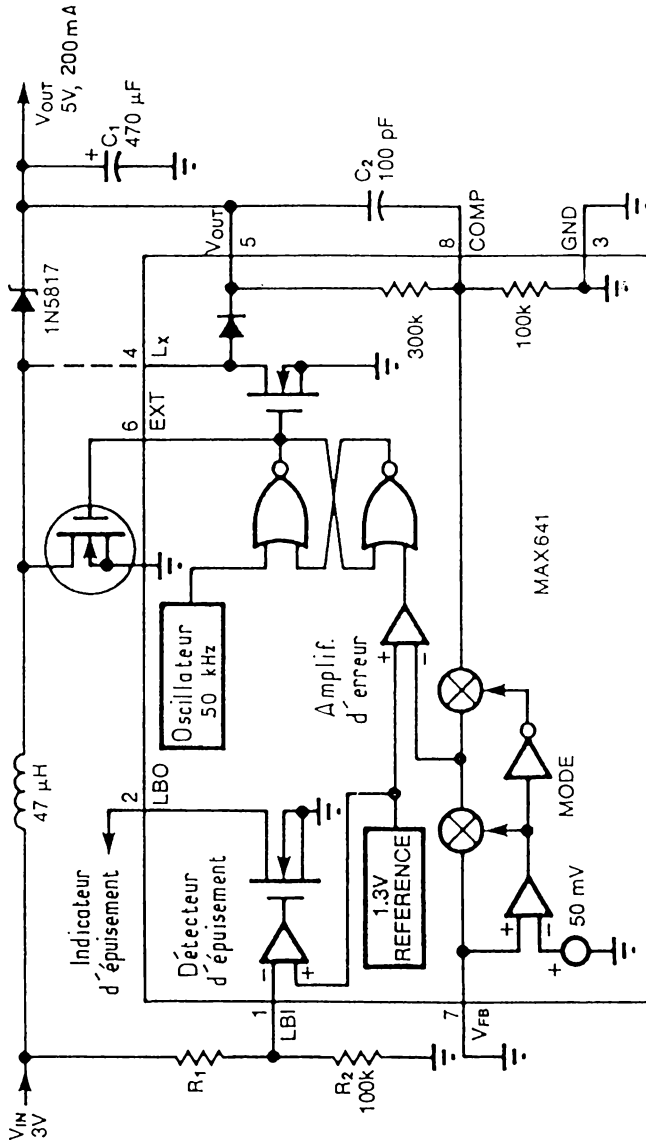 VIN
3V
47 µH
1N5817
VOUT
5V, 200mA
+
C1
470 µF
Indicateur
d'épuisement
2
LBO
6
EXT
4
LX
VOUT
5
C2
100 pF
8
COMP
GND
3
300k
100k
Oscillateur
50 kHz
Détecteur
d'épuisement
-
+
Amplif.
d'erreur
+
-
1.3V
REFERENCE
R1
1
LBI
R2
100k
7
VFB
+
-
+
50 mV
MODE
MAX641